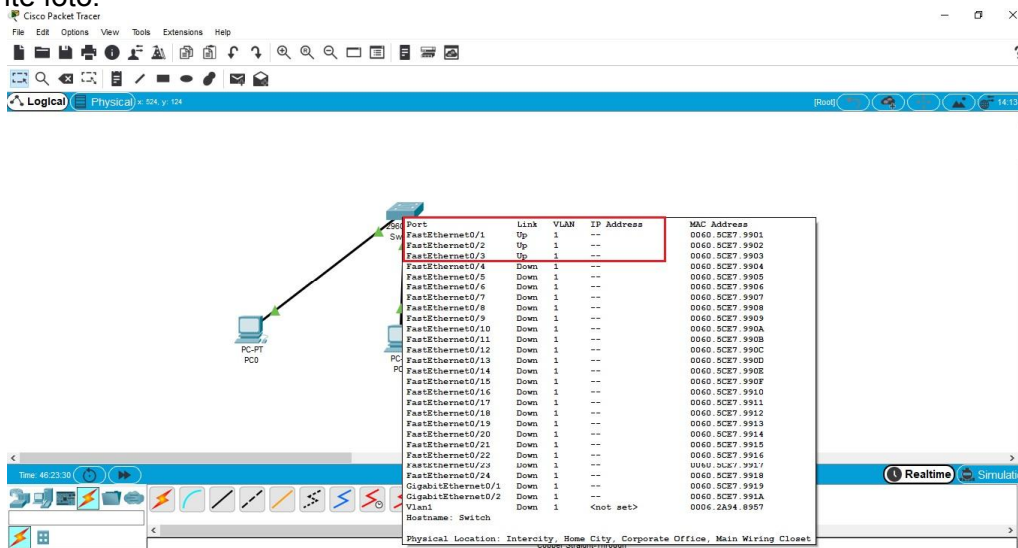 ite foto:
Cisco Packet Tracer
File Edit Options View Tools Extensions Help
Logical Physical x: 524, y: 124 [Root] 14:13
Port Link VLAN IP Address MAC Address
FastEthernet0/1 Up 1 -- 0060.5CE7.9901
FastEthernet0/2 Up 1 -- 0060.5CE7.9902
FastEthernet0/3 Up 1 -- 0060.5CE7.9903
FastEthernet0/4 Down 1 -- 0060.5CE7.9904
FastEthernet0/5 Down 1 -- 0060.5CE7.9905
FastEthernet0/6 Down 1 -- 0060.5CE7.9906
FastEthernet0/7 Down 1 -- 0060.5CE7.9907
FastEthernet0/8 Down 1 -- 0060.5CE7.9908
FastEthernet0/9 Down 1 -- 0060.5CE7.9909
FastEthernet0/10 Down 1 -- 0060.5CE7.990A
FastEthernet0/11 Down 1 -- 0060.5CE7.990B
FastEthernet0/12 Down 1 -- 0060.5CE7.990C
FastEthernet0/13 Down 1 -- 0060.5CE7.990D
FastEthernet0/14 Down 1 -- 0060.5CE7.990E
FastEthernet0/15 Down 1 -- 0060.5CE7.990F
FastEthernet0/16 Down 1 -- 0060.5CE7.9910
FastEthernet0/17 Down 1 -- 0060.5CE7.9911
FastEthernet0/18 Down 1 -- 0060.5CE7.9912
FastEthernet0/19 Down 1 -- 0060.5CE7.9913
FastEthernet0/20 Down 1 -- 0060.5CE7.9914
FastEthernet0/21 Down 1 -- 0060.5CE7.9915
FastEthernet0/22 Down 1 -- 0060.5CE7.9916
FastEthernet0/23 Down 1 -- 0060.5CE7.9917
FastEthernet0/24 Down 1 -- 0060.5CE7.9918
GigabitEthernet0/1 Down 1 -- 0060.5CE7.9919
GigabitEthernet0/2 Down 1 -- 0060.5CE7.991A
Vlan1 Down 1 <not set> 0006.2A94.8957
Hostname: Switch
Physical Location: Intercity, Home City, Corporate Office, Main Wiring Closet
296
Sw
PC-PT
PC0
PC-
PC
Time: 46:23:30 Realtime Simulati
Copper Straight-Through